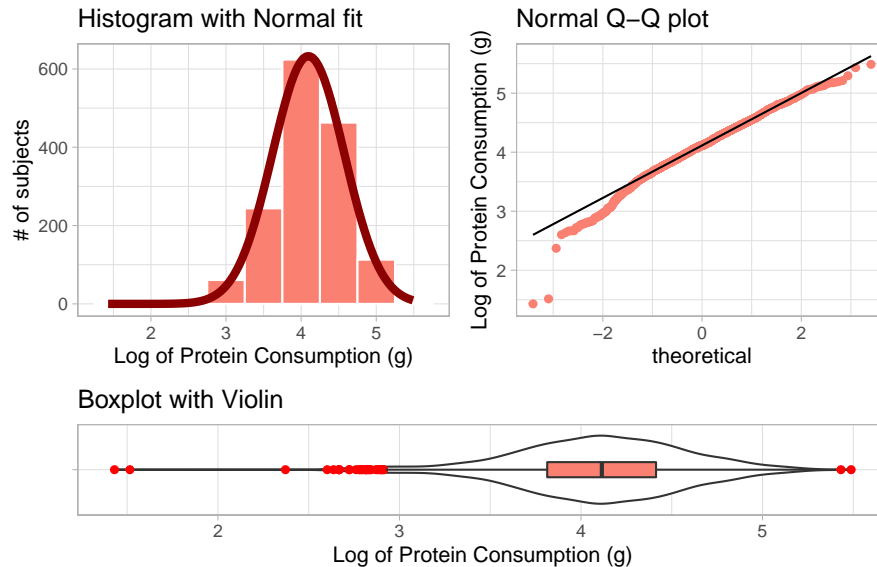 Histogram with Normal fit
# of subjects
600
400
200
0
2 3 4 5
Log of Protein Consumption (g)
Normal Q−Q plot
Log of Protein Consumption (g)
5
4
3
2
−2 0 2
theoretical
Boxplot with Violin
2 3 4 5
Log of Protein Consumption (g)